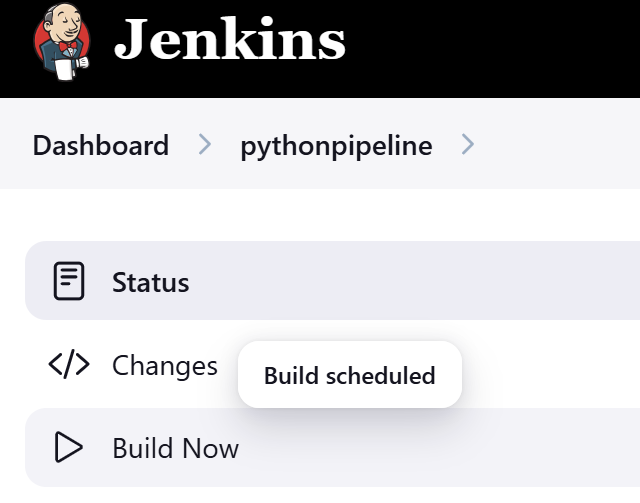 Jenkins
Dashboard > pythonpipeline >
Status
Changes
Build scheduled
Build Now